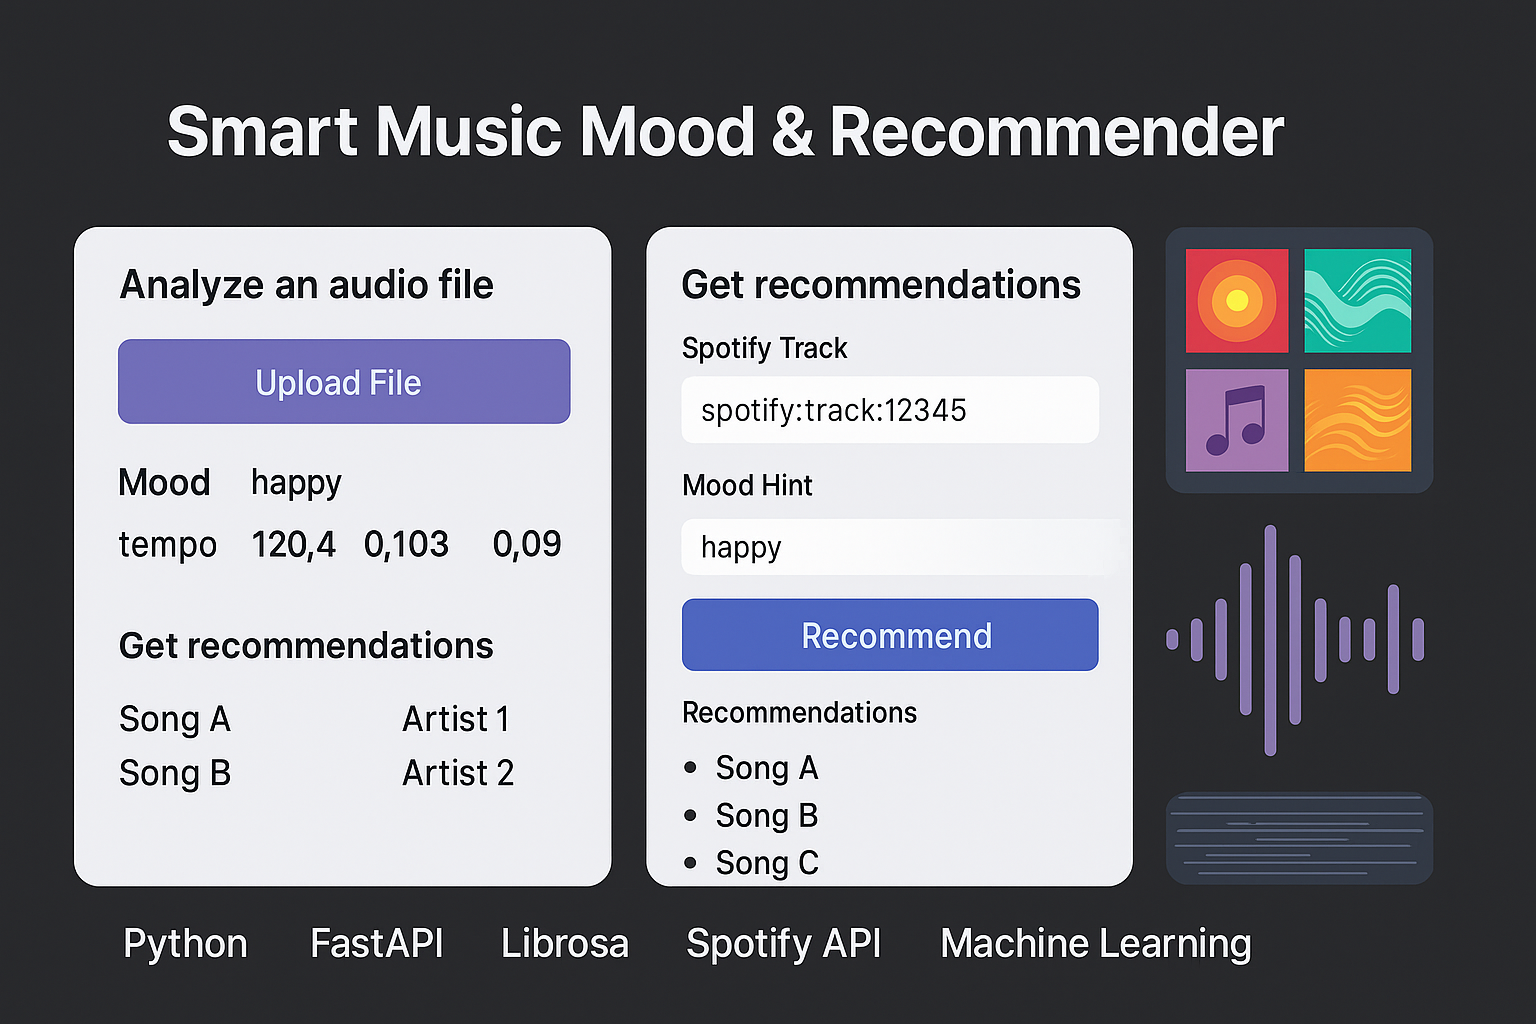 Smart Music Mood & Recommender
Analyze an audio file
Upload File
Mood happy
tempo 120,4 0,103 0,09
Get recommendations
Song A Artist 1
Song B Artist 2
Get recommendations
Spotify Track
spotify:track:12345
Mood Hint
happy
Recommend
Recommendations
• Song A
• Song B
• Song C
Python FastAPI Librosa Spotify API Machine Learning